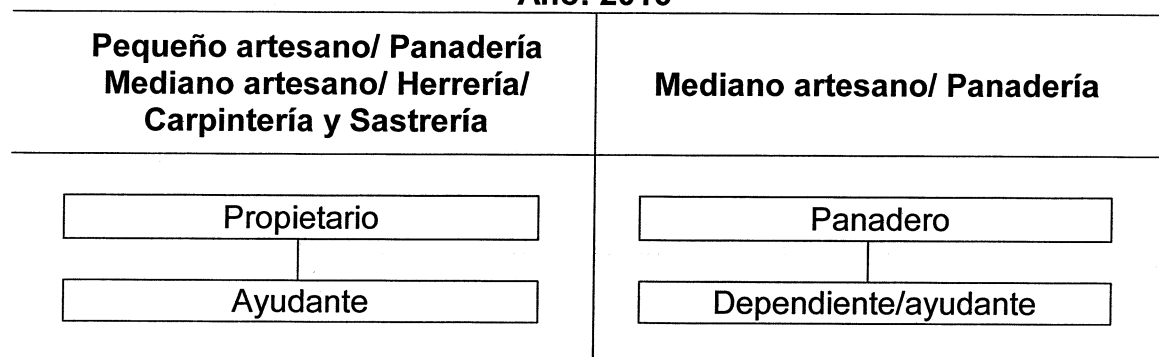 Pequeño artesano/ Panadería
Mediano artesano/ Herrería/
Carpintería y Sastrería
Mediano artesano/ Panadería
Propietario
Ayudante
Panadero
Dependiente/ayudante